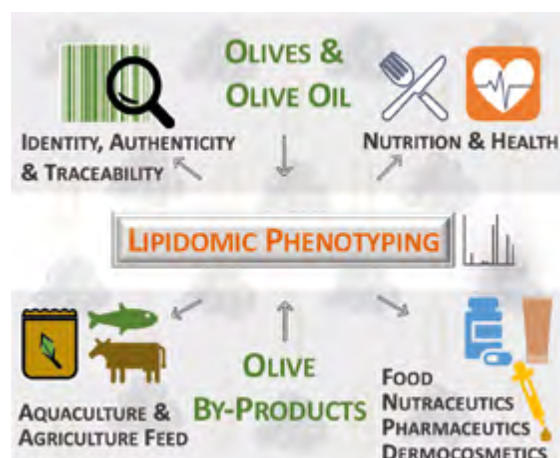 OLIVES &
OLIVE OIL
IDENTITY, AUTHENTICITY
& TRACEABILITY
NUTRITION & HEALTH
LIPIDOMIC PHENOTYPING
AQUACULTURE &
AGRICULTURE FEED
OLIVE
BY-PRODUCTS
FOOD
NUTRACEUTICS
PHARMACEUTICS
DERMOCOSMETICS